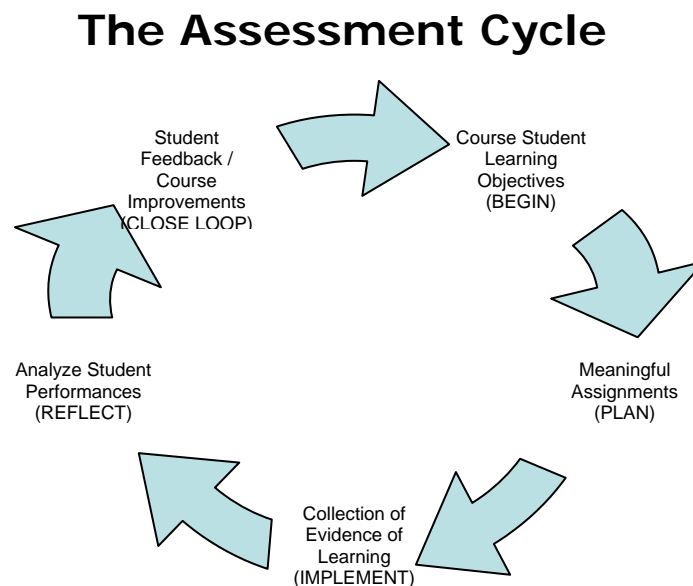 The Assessment Cycle
Student
Feedback /
Course
Improvements
(CLOSE LOOP)
Course Student
Learning
Objectives
(BEGIN)
Meaningful
Assignments
(PLAN)
Collection of
Evidence of
Learning
(IMPLEMENT)
Analyze Student
Performances
(REFLECT)